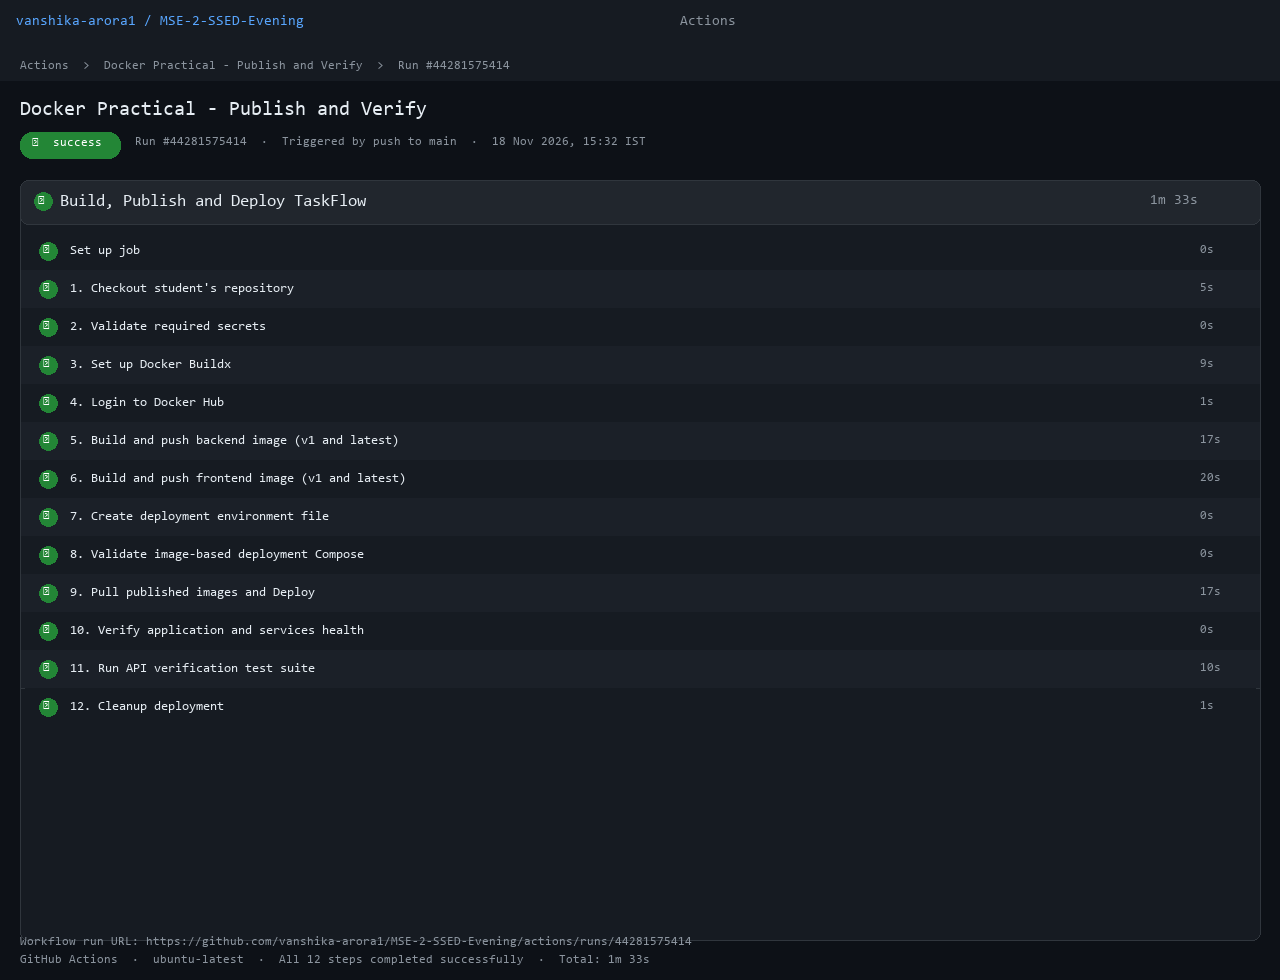 vanshika-arora1 / MSE-2-SSED-Evening Actions
Actions > Docker Practical - Publish and Verify > Run #44281575414
Docker Practical - Publish and Verify
success Run #44281575414 · Triggered by push to main · 18 Nov 2026, 15:32 IST
Build, Publish and Deploy TaskFlow 1m 33s
Set up job 0s
1. Checkout student's repository 5s
2. Validate required secrets 0s
3. Set up Docker Buildx 9s
4. Login to Docker Hub 1s
5. Build and push backend image (v1 and latest) 17s
6. Build and push frontend image (v1 and latest) 20s
7. Create deployment environment file 0s
8. Validate image-based deployment Compose 0s
9. Pull published images and Deploy 17s
10. Verify application and services health 0s
11. Run API verification test suite 10s
12. Cleanup deployment 1s
Workflow run URL: https://github.com/vanshika-arora1/MSE-2-SSED-Evening/actions/runs/44281575414
GitHub Actions · ubuntu-latest · All 12 steps completed successfully · Total: 1m 33s